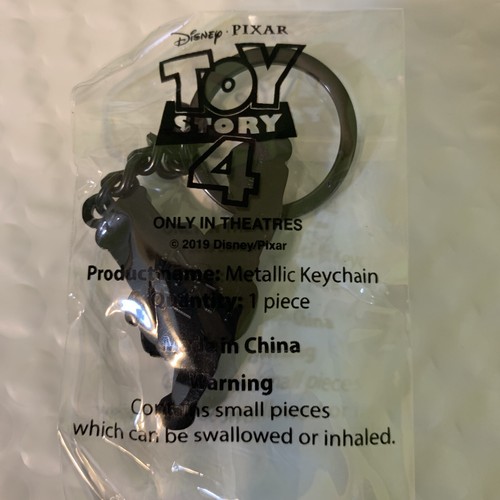 Disney · PIXAR
TOY
STORY
4
ONLY IN THEATRES
© 2019 Disney/Pixar
Product name: Metallic Keychain
Quantity: 1 piece
Made in China
Warning
Contains small pieces
which can be swallowed or inhaled.